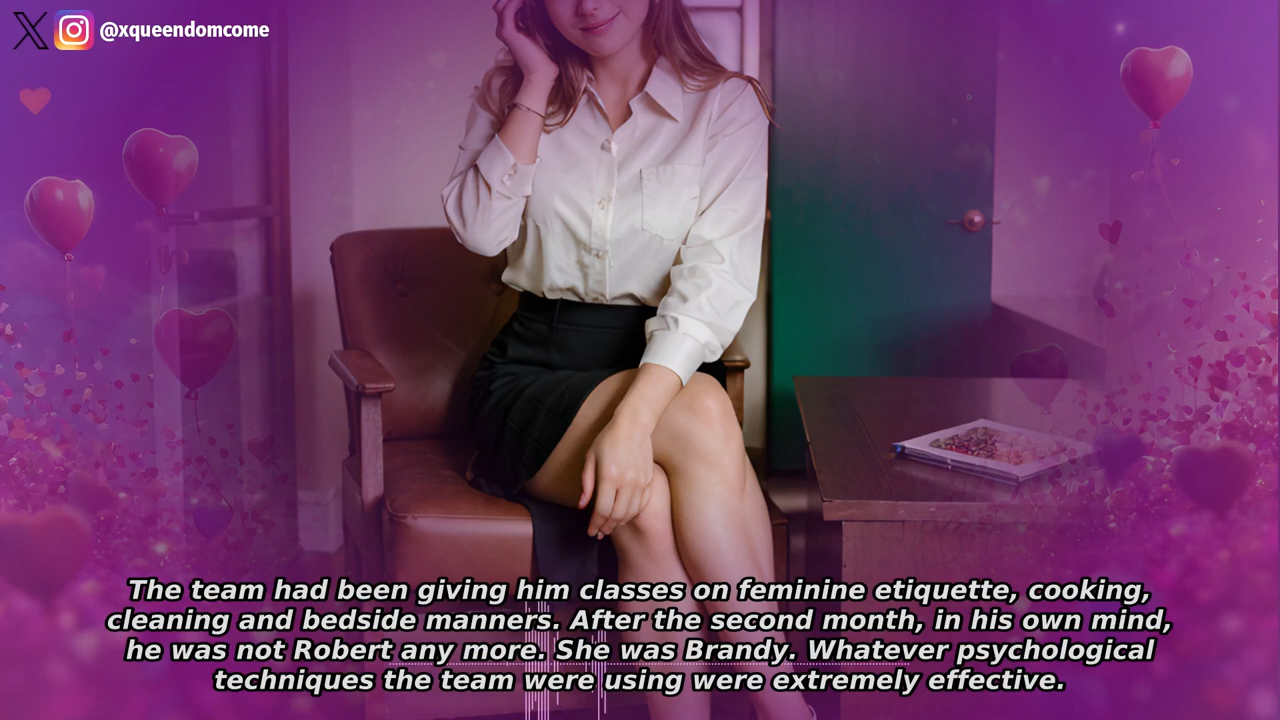 @xqueendomcome
The team had been giving him classes on feminine etiquette, cooking,
cleaning and bedside manners. After the second month, in his own mind,
he was not Robert any more. She was Brandy. Whatever psychological
techniques the team were using were extremely effective.